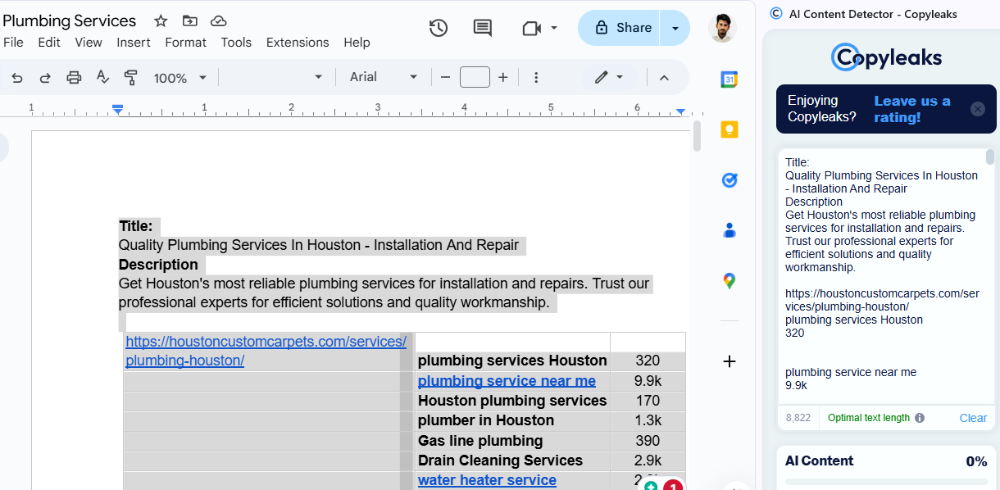 Plumbing Services
File Edit View Insert Format Tools Extensions Help
Share
100% Arial
1 1 2 3 4 5 6
Title:
Quality Plumbing Services In Houston - Installation And Repair
Description
Get Houston's most reliable plumbing services for installation and repairs. Trust our
professional experts for efficient solutions and quality workmanship.
https://houstoncustomcarpets.com/services/
plumbing-houston/
plumbing services Houston 320
plumbing service near me 9.9k
Houston plumbing services 170
plumber in Houston 1.3k
Gas line plumbing 390
Drain Cleaning Services 2.9k
water heater service
1
31
AI Content Detector - Copyleaks
Copyleaks
Enjoying
Copyleaks?
Leave us a
rating!
Title:
Quality Plumbing Services In Houston
- Installation And Repair
Description
Get Houston's most reliable plumbing
services for installation and repairs.
Trust our professional experts for
efficient solutions and quality
workmanship.
https://houstoncustomcarpets.com/ser
vices/plumbing-houston/
plumbing services Houston
320
plumbing service near me
9.9k
8,822 Optimal text length Clear
AI Content 0%